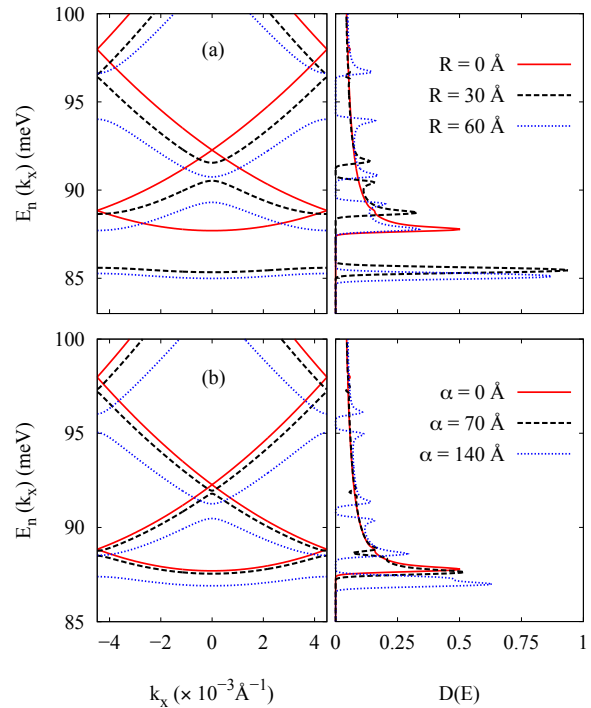 100
95
90
85
E_n (k_x) (meV)
(a)
R = 0 Å
R = 30 Å
R = 60 Å
100
95
90
85
E_n (k_x) (meV)
(b)
α = 0 Å
α = 70 Å
α = 140 Å
−4 −2 0 2 4 0 0.25 0.5 0.75 1
k_x (× 10⁻³Å⁻¹) D(E)